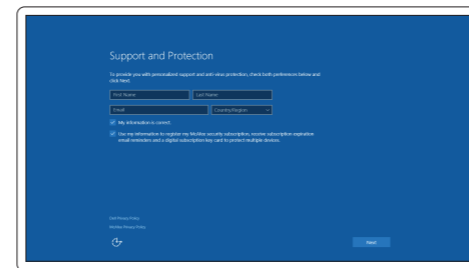 Support and Protection
To provide you with personalized support and anti-virus protection, check both preferences below and
click Next.
First Name Last Name
Email Country/Region
My information is correct.
Use my information to register my McAfee security subscription, receive subscription expiration
email reminders and a digital subscription key card to protect multiple devices.
Dell Privacy Policy
McAfee Privacy Policy
Next